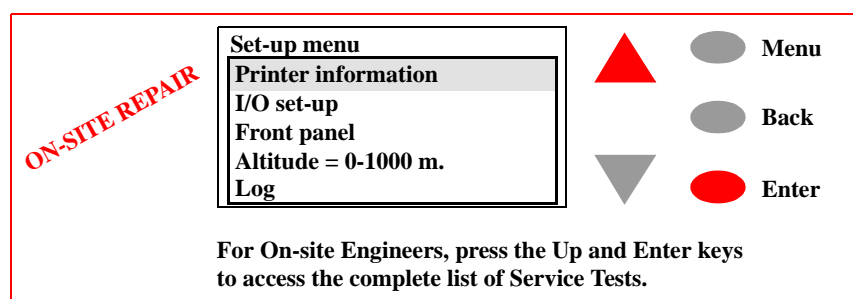 ON-SITE REPAIR
Set-up menu
Printer information
I/O set-up
Front panel
Altitude = 0-1000 m.
Log
Menu
Back
Enter
For On-site Engineers, press the Up and Enter keys
to access the complete list of Service Tests.